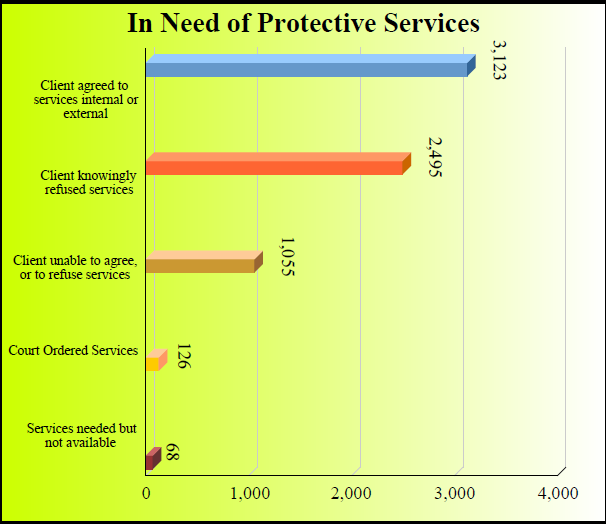 In Need of Protective Services
3,123
Client agreed to
services internal or
external
2,495
Client knowingly
refused services
1,055
Client unable to agree,
or to refuse services
126
Court Ordered Services
68
Services needed but
not available
0 1,000 2,000 3,000 4,000